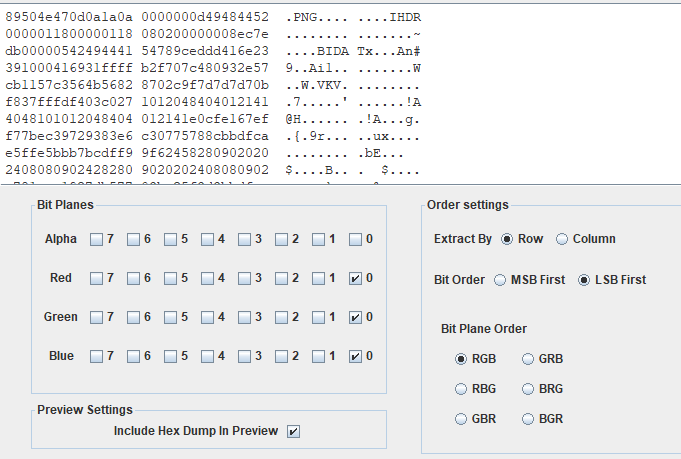 89504e470d0a1a0a 0000000d49484452 .PNG.... ....IHDR
0000011800000118 080200000008ec7e ........ .......~
db00000542494441 54789ceddd416e23 ....BIDA Tx...An#
391000416931ffff b2f707c480932e57 9..Ai1.. .......W
cb1157c3564b5682 8702c9f7d7d7d70b ..W.VKV. ........
f837fffdf403c027 1012048404012141 .7.....' ......!A
4048101012048404 012141e0cfe167ef @H...... .!A...g.
f77bec39729383e6 c30775788cbbdfca .{.9r... ..ux....
e5ffe5bbb7bcdff9 9f62458280902020 ........ .bE...
2408080902428280 9020202408080902 $....B.. .   $....
Bit Planes
Alpha 7 6 5 4 3 2 1 0
Red 7 6 5 4 3 2 1 0
Green 7 6 5 4 3 2 1 0
Blue 7 6 5 4 3 2 1 0
Preview Settings
Include Hex Dump In Preview
Order settings
Extract By Row Column
Bit Order MSB First LSB First
Bit Plane Order
RGB GRB
RBG BRG
GBR BGR